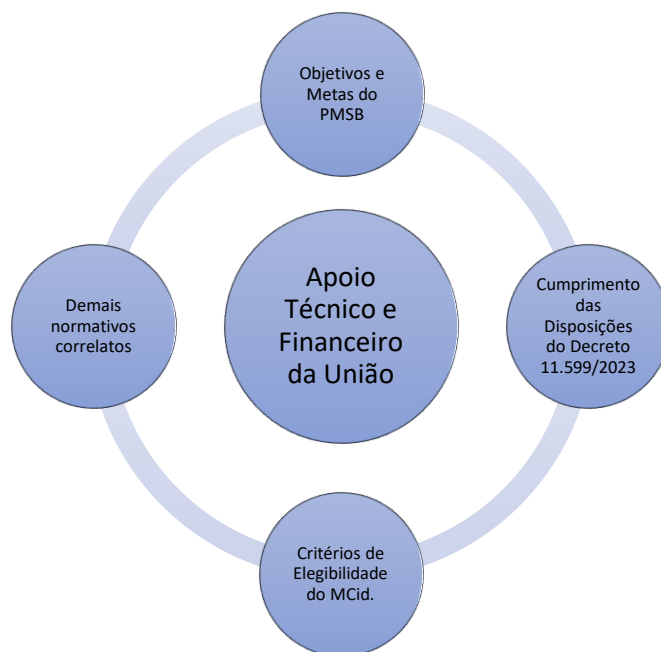 Objetivos e
Metas do
PMSB
Demais
normativos
correlatos
Apoio
Técnico e
Financeiro
da União
Cumprimento
das
Disposições
do Decreto
11.599/2023
Critérios de
Elegibilidade
do MCid.